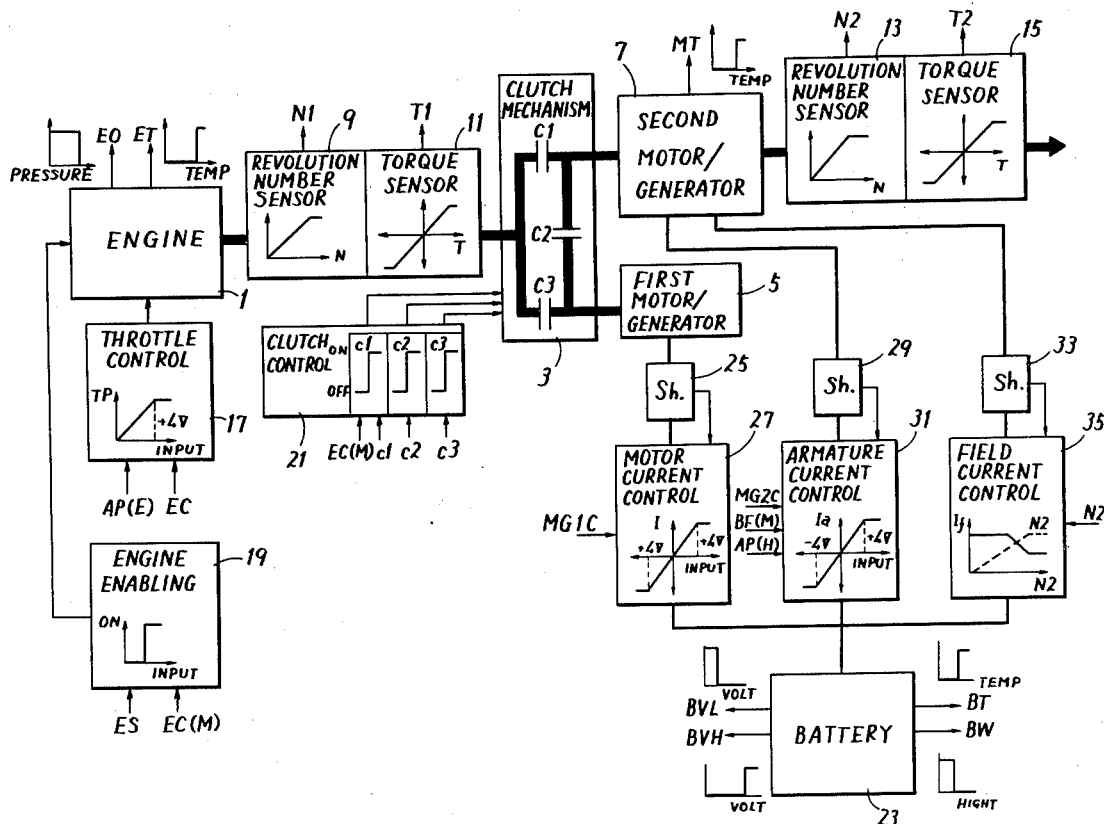 N2
13
T2
15
REVOLUTION
NUMBER
SENSOR
N
TORQUE
SENSOR
T
7
MT
TEMP
SECOND
MOTOR/
GENERATOR
CLUTCH
MECHANISM
C1
C2
C3
3
EO
ET
PRESSURE
TEMP
ENGINE
1
N1
9
T1
11
REVOLUTION
NUMBER
SENSOR
N
TORQUE
SENSOR
T
FIRST
MOTOR/
GENERATOR
5
THROTTLE
CONTROL
TP
+4V
INPUT
17
AP(E) EC
CLUTCH
CONTROL
ON
OFF
c1
c2
c3
21
EC(M)
c1
c2
c3
Sh.
25
Sh.
29
Sh.
33
MOTOR
CURRENT
CONTROL
I
+4V
+4V
INPUT
27
MG1C
ARMATURE
CURRENT
CONTROL
Ia
-4V
+4V
INPUT
31
MG2C
BF(M)
AP(H)
FIELD
CURRENT
CONTROL
If
N2
N2
35
N2
ENGINE
ENABLING
ON
INPUT
19
ES EC(M)
VOLT
BVL
BVH
VOLT
BATTERY
23
TEMP
BT
BW
HIGHT